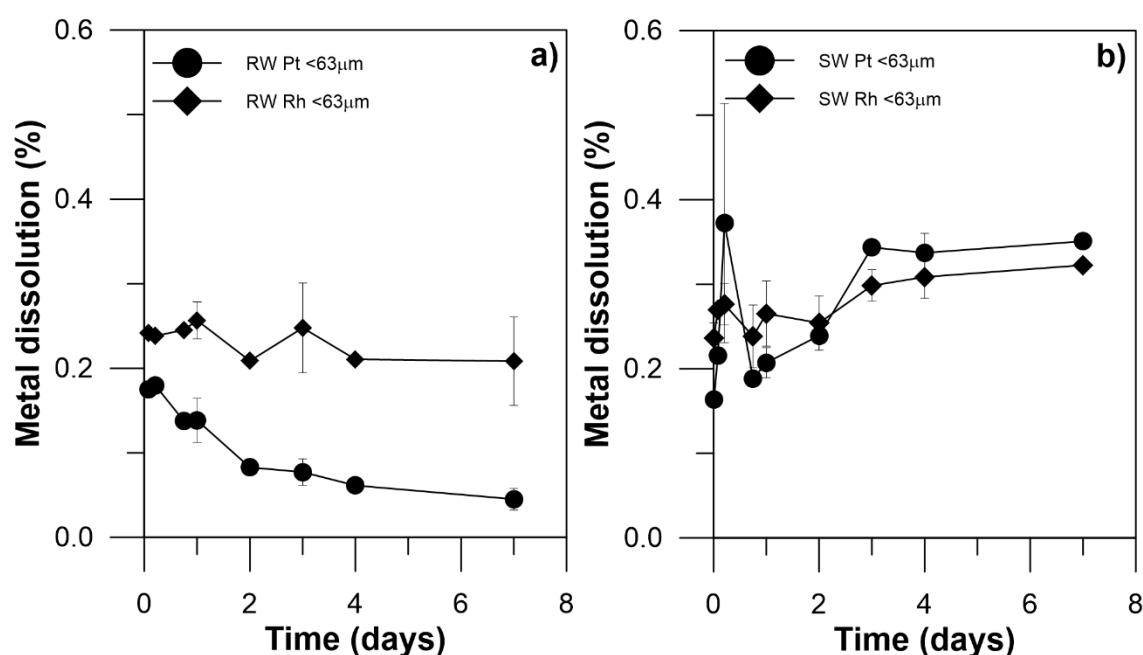 a)
RW Pt <63μm
RW Rh <63μm
Metal dissolution (%)
0.6
0.4
0.2
0.0
0 2 4 6 8
Time (days)
b)
SW Pt <63μm
SW Rh <63μm
Metal dissolution (%)
0.6
0.4
0.2
0.0
0 2 4 6 8
Time (days)